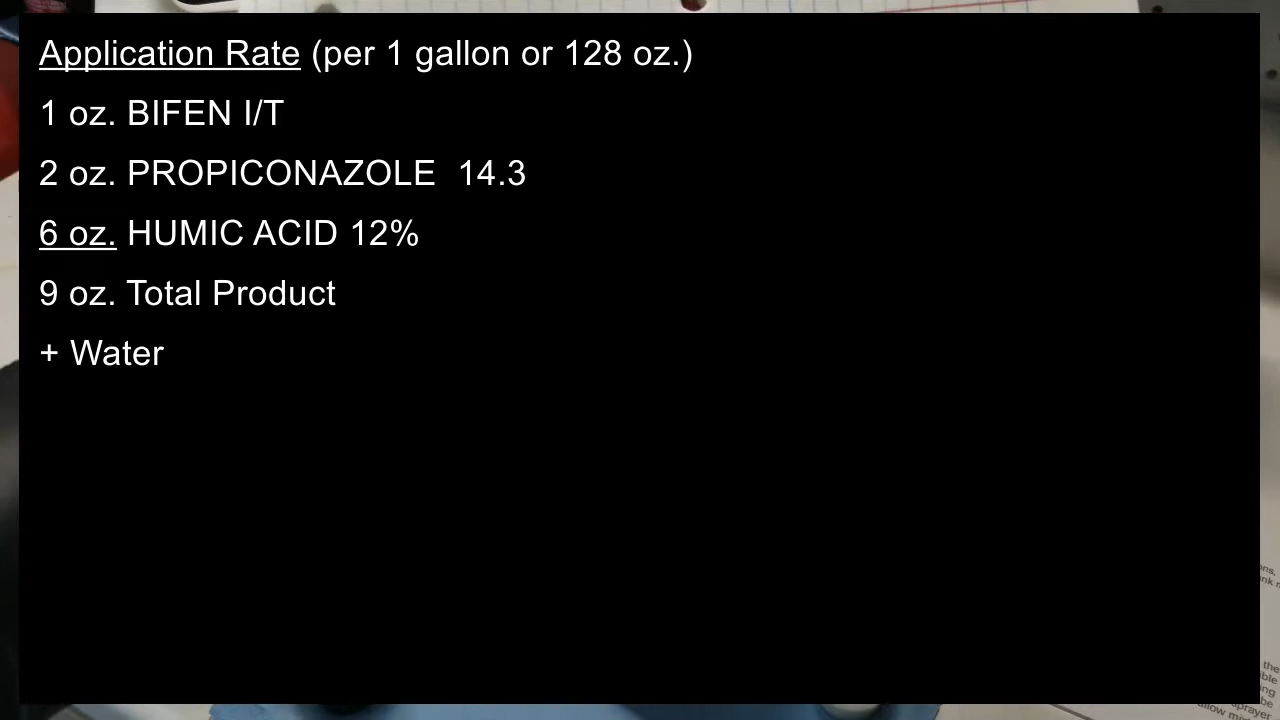 Application Rate (per 1 gallon or 128 oz.)
1 oz. BIFEN I/T
2 oz. PROPICONAZOLE  14.3
6 oz. HUMIC ACID 12%
9 oz. Total Product
+ Water
the